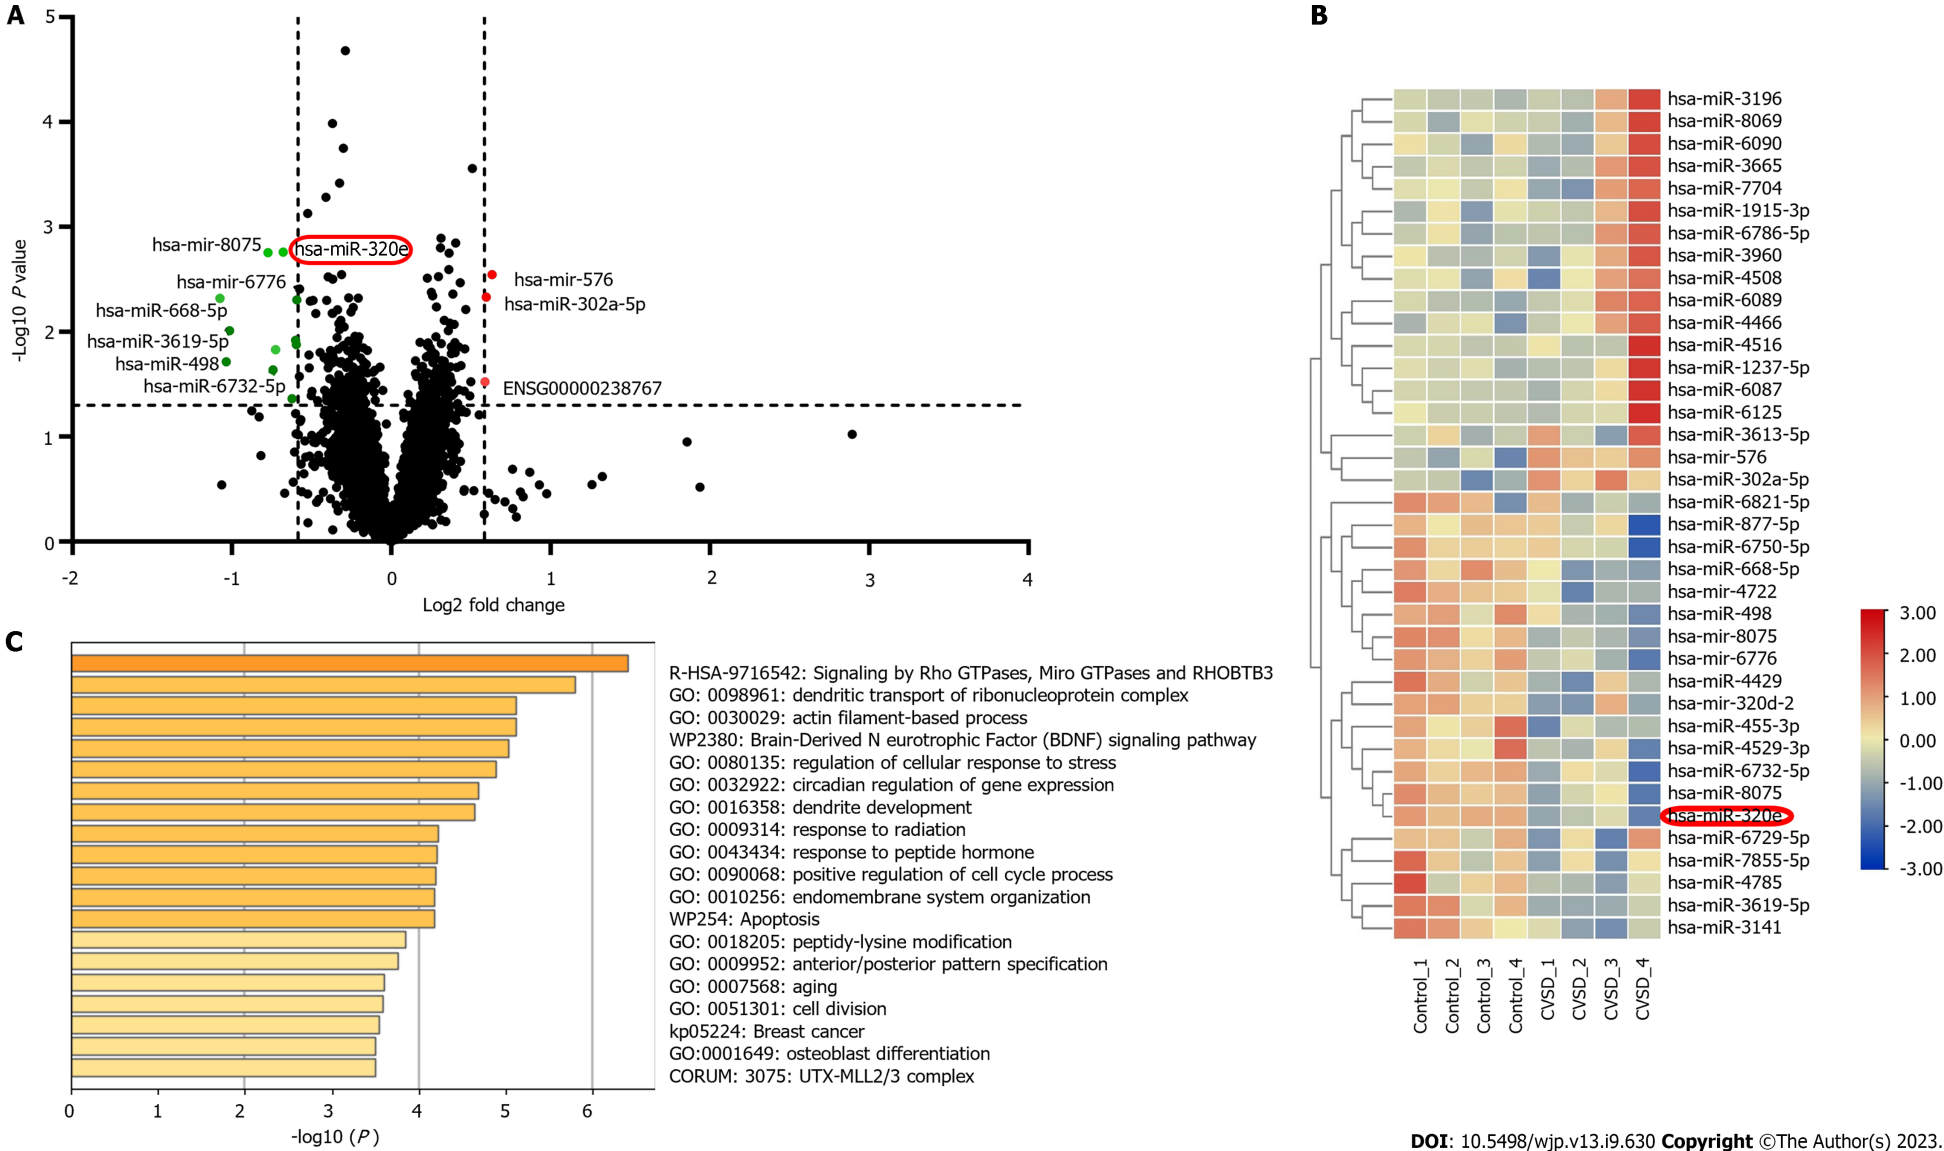 A
5
4
3
2
1
0
-Log10 P value
hsa-mir-8075
hsa-miR-320e
hsa-mir-6776
hsa-miR-668-5p
hsa-miR-3619-5p
hsa-miR-498
hsa-miR-6732-5p
hsa-mir-576
hsa-miR-302a-5p
ENSG00000238767
-2 -1 0 1 2 3 4
Log2 fold change
B
hsa-miR-3196
hsa-miR-8069
hsa-miR-6090
hsa-miR-3665
hsa-miR-7704
hsa-miR-1915-3p
hsa-miR-6786-5p
hsa-miR-3960
hsa-miR-4508
hsa-miR-6089
hsa-miR-4466
hsa-miR-4516
hsa-miR-1237-5p
hsa-miR-6087
hsa-miR-6125
hsa-miR-3613-5p
hsa-mir-576
hsa-miR-302a-5p
hsa-miR-6821-5p
hsa-miR-877-5p
hsa-miR-6750-5p
hsa-miR-668-5p
hsa-mir-4722
hsa-miR-498
hsa-mir-8075
hsa-mir-6776
hsa-miR-4429
hsa-mir-320d-2
hsa-miR-455-3p
hsa-miR-4529-3p
hsa-miR-6732-5p
hsa-miR-8075
hsa-miR-320e
hsa-miR-6729-5p
hsa-miR-7855-5p
hsa-miR-4785
hsa-miR-3619-5p
hsa-miR-3141
Control_1
Control_2
Control_3
Control_4
CVSD_1
CVSD_2
CVSD_3
CVSD_4
3.00
2.00
1.00
0.00
-1.00
-2.00
-3.00
C
R-HSA-9716542: Signaling by Rho GTPases, Miro GTPases and RHOBTB3
GO: 0098961: dendritic transport of ribonucleoprotein complex
GO: 0030029: actin filament-based process
WP2380: Brain-Derived N eurotrophic Factor (BDNF) signaling pathway
GO: 0080135: regulation of cellular response to stress
GO: 0032922: circadian regulation of gene expression
GO: 0016358: dendrite development
GO: 0009314: response to radiation
GO: 0043434: response to peptide hormone
GO: 0090068: positive regulation of cell cycle process
GO: 0010256: endomembrane system organization
WP254: Apoptosis
GO: 0018205: peptidy-lysine modification
GO: 0009952: anterior/posterior pattern specification
GO: 0007568: aging
GO: 0051301: cell division
kp05224: Breast cancer
GO:0001649: osteoblast differentiation
CORUM: 3075: UTX-MLL2/3 complex
0 1 2 3 4 5 6
-log10 (P)
DOI: 10.5498/wjp.v13.i9.630 Copyright ©The Author(s) 2023.